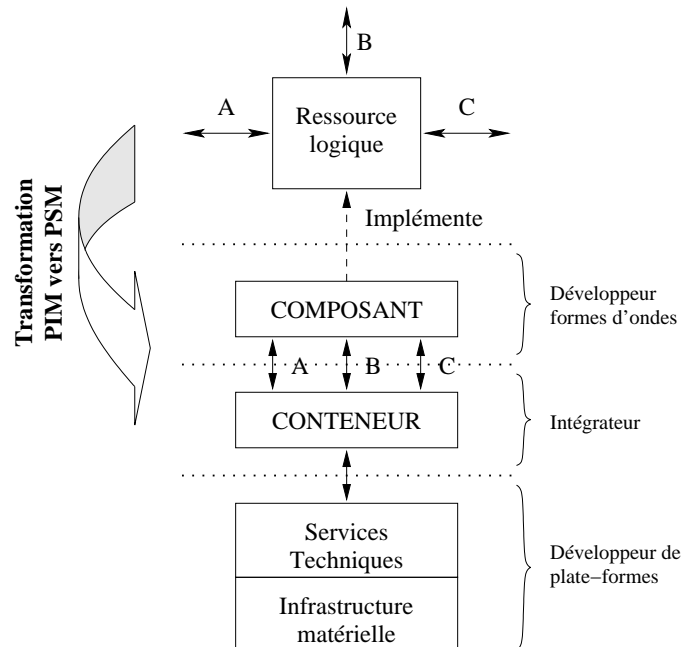 B
A
C
Ressource
logique
Implémente
Transformation
PIM vers PSM
COMPOSANT
Développeur
formes d'ondes
A
B
C
CONTENEUR
Intégrateur
Services
Techniques
Développeur de
plate−formes
Infrastructure
matérielle